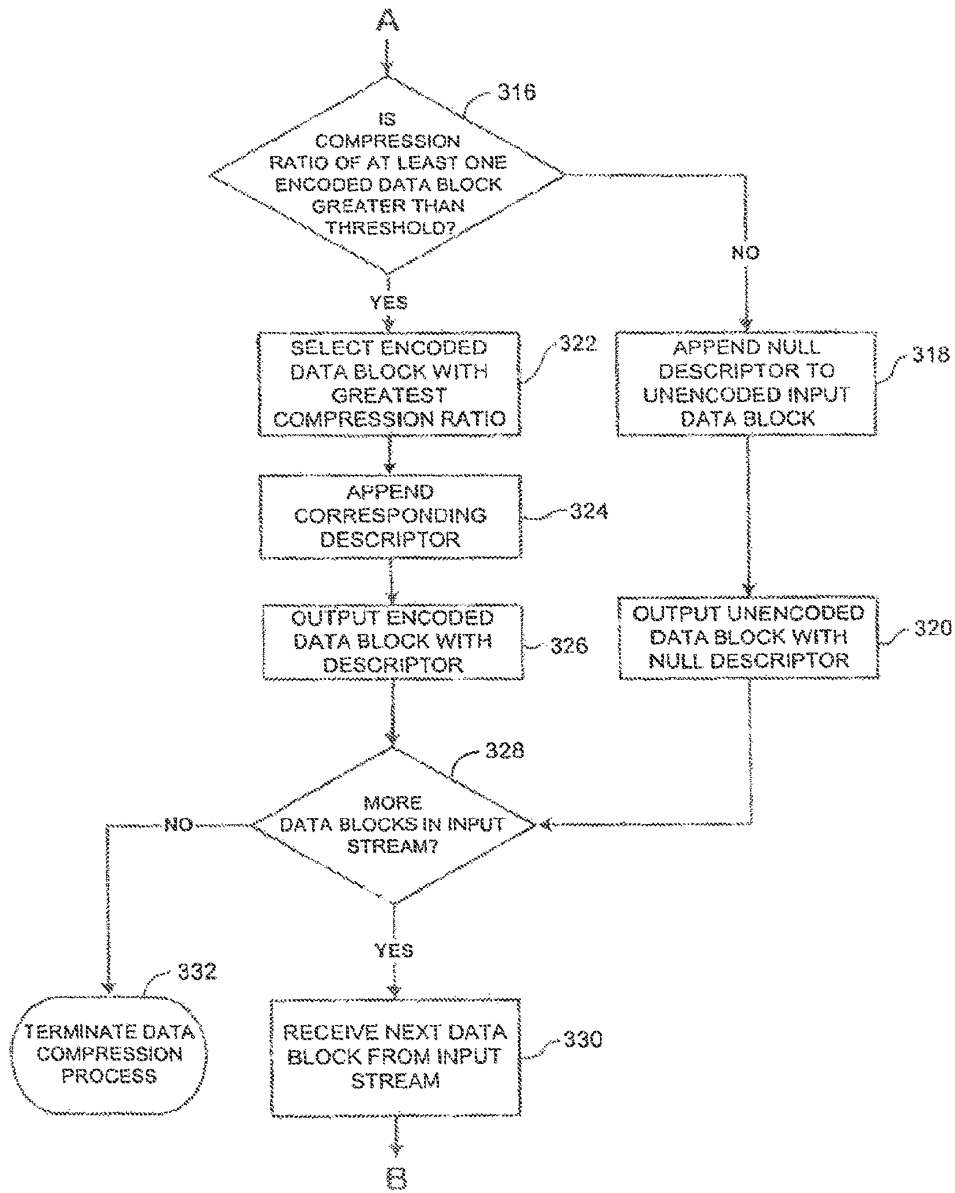 A
316
IS
COMPRESSION
RATIO OF AT LEAST ONE
ENCODED DATA BLOCK
GREATER THAN
THRESHOLD?
NO
YES
SELECT ENCODED
DATA BLOCK WITH
GREATEST
COMPRESSION RATIO
322
APPEND NULL
DESCRIPTOR TO
UNENCODED INPUT
DATA BLOCK
318
APPEND
CORRESPONDING
DESCRIPTOR
324
OUTPUT ENCODED
DATA BLOCK WITH
DESCRIPTOR
326
OUTPUT UNENCODED
DATA BLOCK WITH
NULL DESCRIPTOR
320
328
MORE
DATA BLOCKS IN INPUT
STREAM?
NO
YES
332
TERMINATE DATA
COMPRESSION
PROCESS
RECEIVE NEXT DATA
BLOCK FROM INPUT
STREAM
330
B